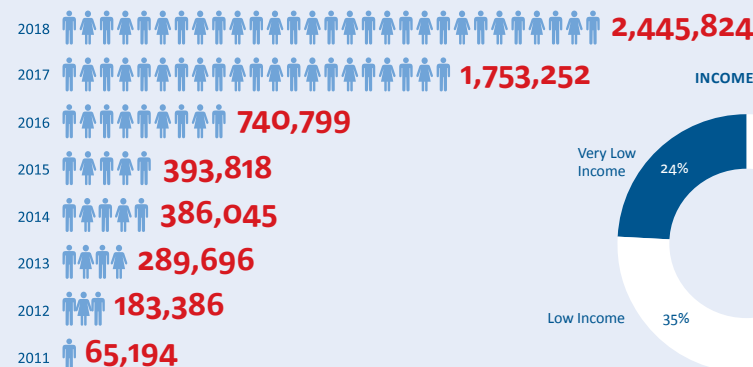 2018 2,445,824
2017 1,753,252
2016 740,799
2015 393,818
2014 386,045
2013 289,696
2012 183,386
2011 65,194
INCOME
Very Low
Income
24%
Low Income 35%